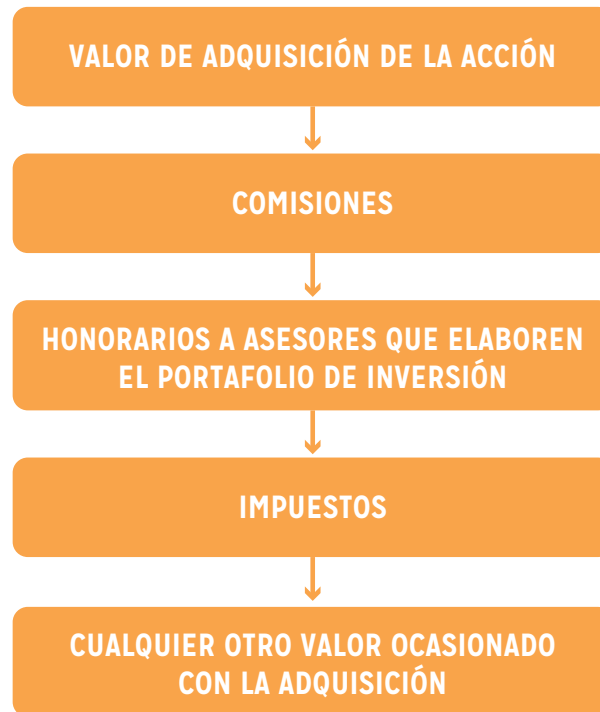 VALOR DE ADQUISICIÓN DE LA ACCIÓN
COMISIONES
HONORARIOS A ASESORES QUE ELABOREN
EL PORTAFOLIO DE INVERSIÓN
IMPUESTOS
CUALQUIER OTRO VALOR OCASIONADO
CON LA ADQUISICIÓN